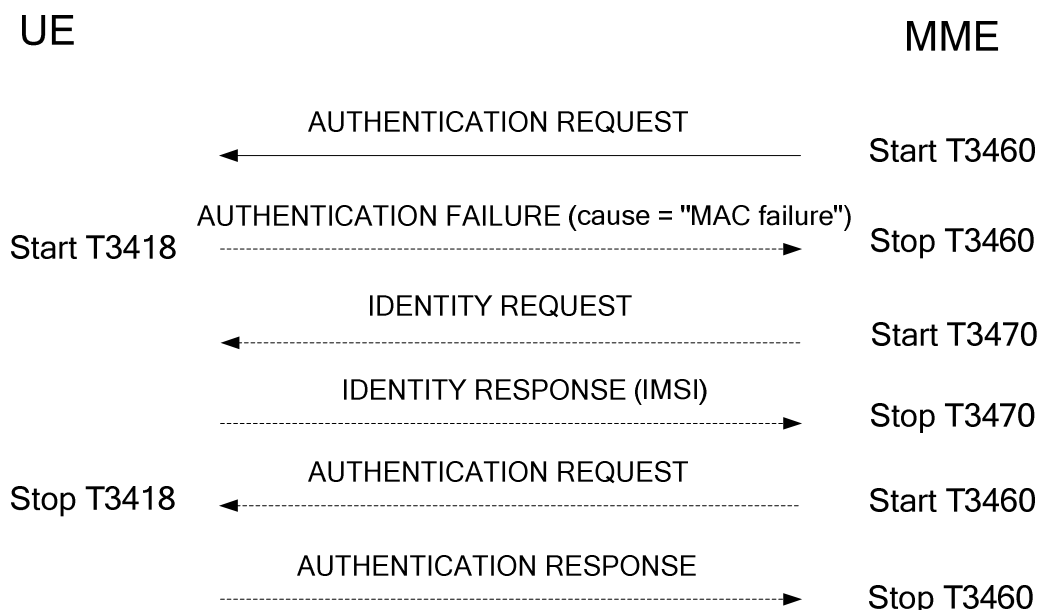 UE
MME
AUTHENTICATION REQUEST
Start T3460
AUTHENTICATION FAILURE (cause = "MAC failure")
Start T3418
Stop T3460
IDENTITY REQUEST
Start T3470
IDENTITY RESPONSE (IMSI)
Stop T3470
AUTHENTICATION REQUEST
Stop T3418
Start T3460
AUTHENTICATION RESPONSE
Stop T3460